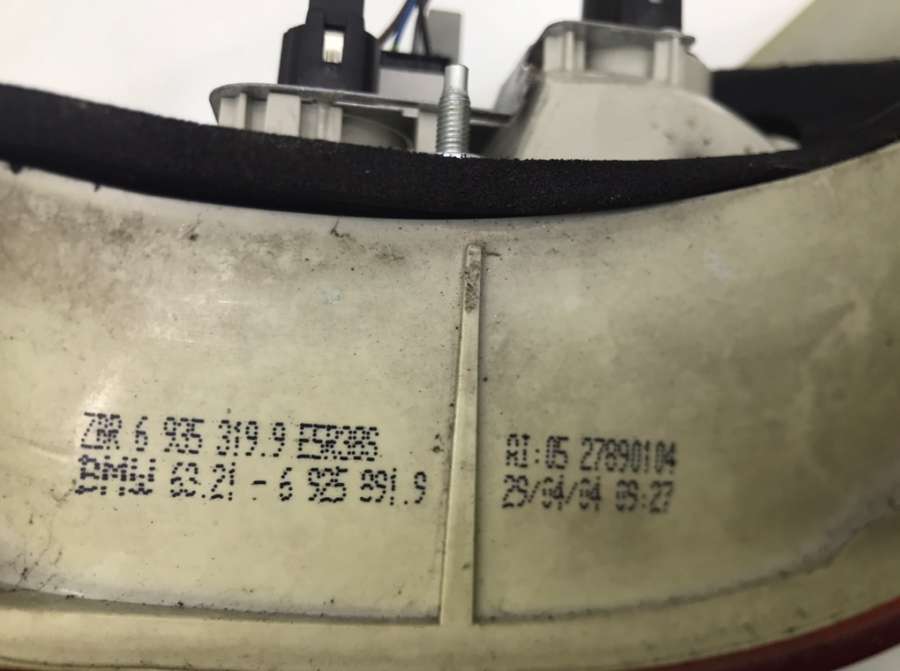 ZBR 6 935 319.9 E5R38S
BMW 63.21 - 6 925 891.9
AI:05 27890104
29/04/04 09:27